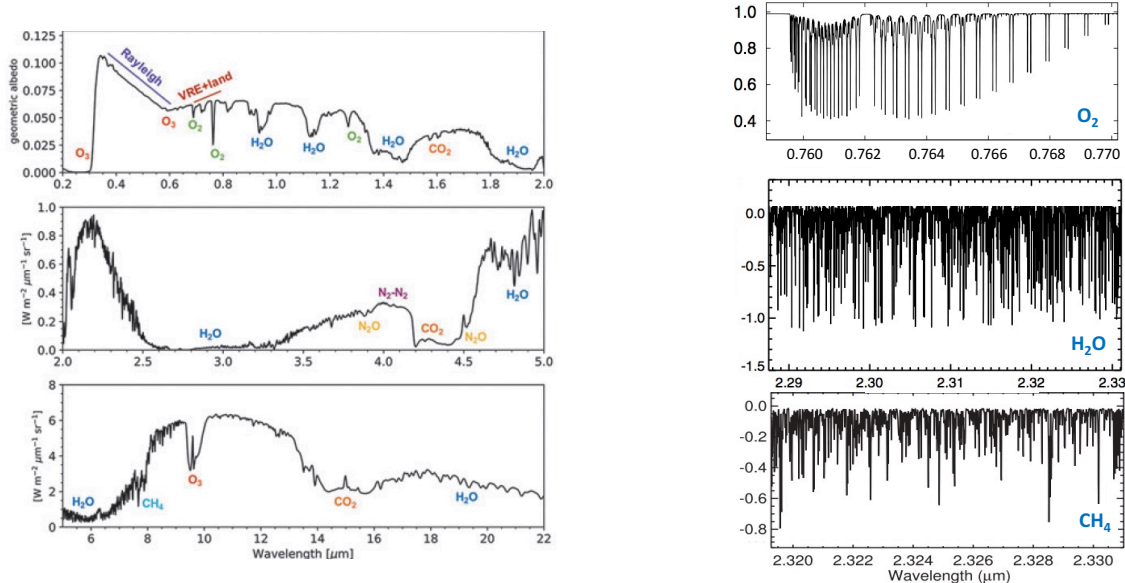 0.125
0.100
0.075
0.050
0.025
0.000
geometric albedo
Rayleigh
VRE+land
O₃
O₃
O₂
O₂
H₂O
H₂O
O₂
H₂O
CO₂
H₂O
0.2 0.4 0.6 0.8 1.0 1.2 1.4 1.6 1.8 2.0
1.0
0.8
0.6
0.4
0.2
0.0
[W m⁻² μm⁻¹ sr⁻¹]
H₂O
N₂-N₂
N₂O
CO₂
N₂O
H₂O
2.0 2.5 3.0 3.5 4.0 4.5 5.0
8
6
4
2
0
[W m⁻² μm⁻¹ sr⁻¹]
H₂O
CH₄
O₃
CO₂
H₂O
6 8 10 12 14 16 18 20 22
Wavelength [μm]
1.0
0.8
0.6
0.4
O₂
0.760 0.762 0.764 0.766 0.768 0.770
0.0
-0.5
-1.0
-1.5
H₂O
2.29 2.30 2.31 2.32 2.33
0.0
-0.2
-0.4
-0.6
-0.8
CH₄
2.320 2.322 2.324 2.326 2.328 2.330
Wavelength (μm)